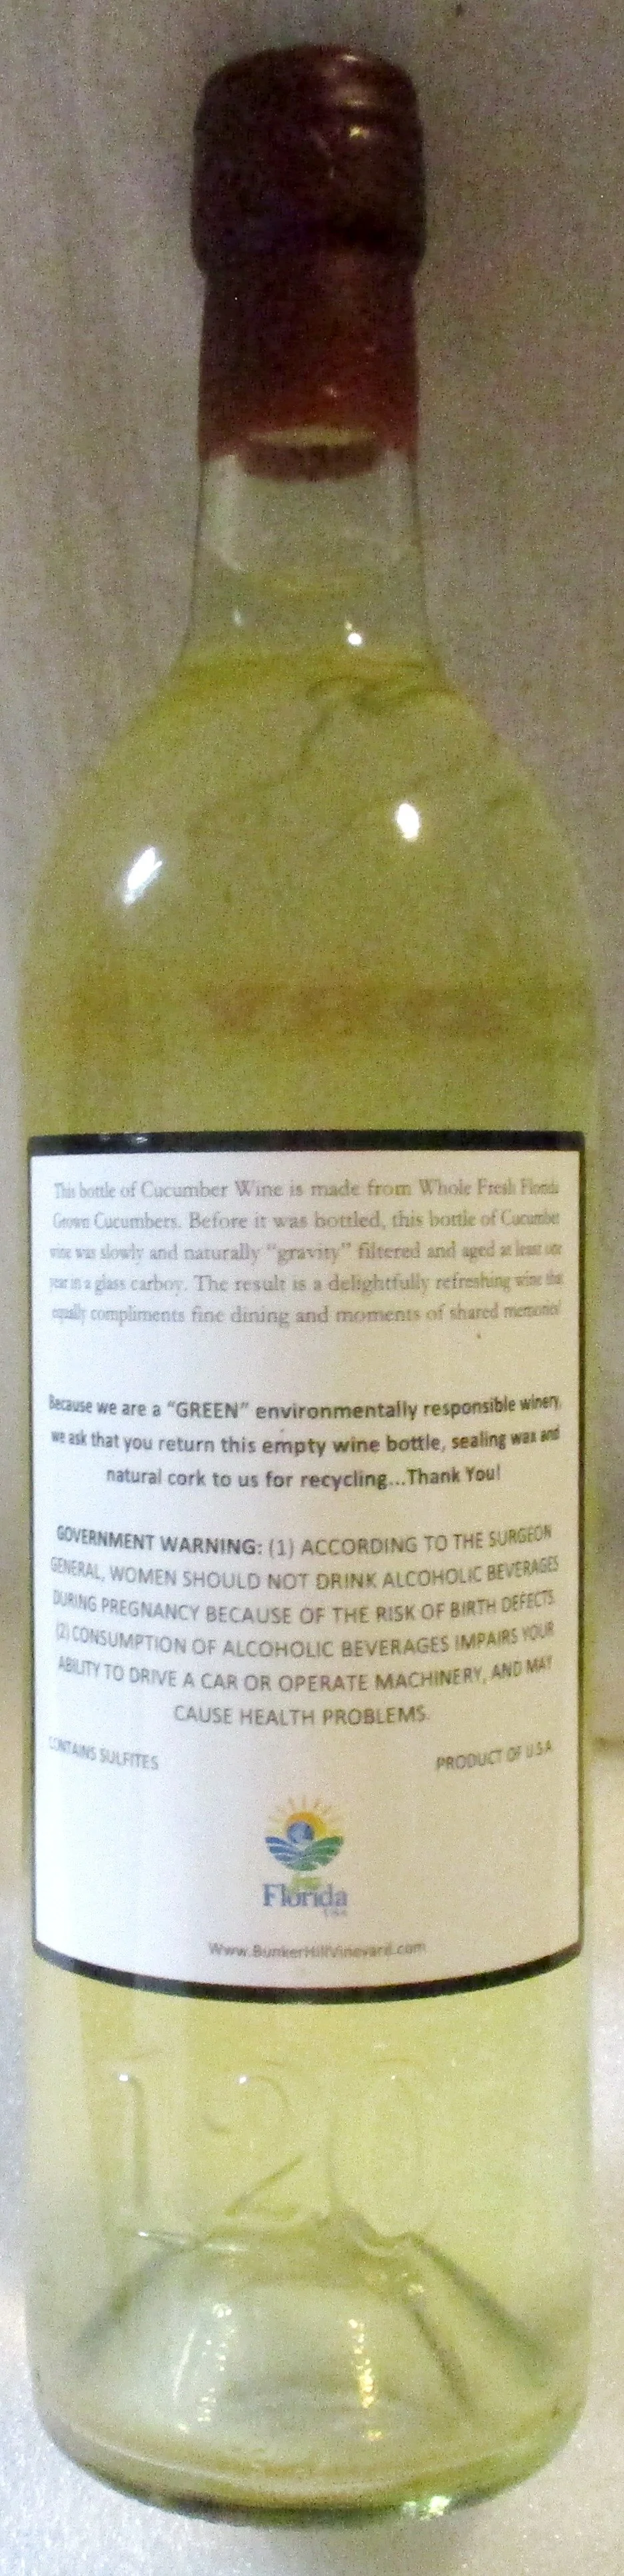 This bottle of Cucumber Wine is made from Whole Fresh Florida
Grown Cucumbers. Before it was bottled, this bottle of Cucumber
wine was slowly and naturally “gravity” filtered and aged at least one
year in a glass carboy. The result is a delightfully refreshing wine that
equally compliments fine dining and moments of shared memories!
Because we are a “GREEN” environmentally responsible winery,
we ask that you return this empty wine bottle, sealing wax and
natural cork to us for recycling...Thank You!
GOVERNMENT WARNING: (1) ACCORDING TO THE SURGEON
GENERAL, WOMEN SHOULD NOT DRINK ALCOHOLIC BEVERAGES
DURING PREGNANCY BECAUSE OF THE RISK OF BIRTH DEFECTS.
(2) CONSUMPTION OF ALCOHOLIC BEVERAGES IMPAIRS YOUR
ABILITY TO DRIVE A CAR OR OPERATE MACHINERY, AND MAY
CAUSE HEALTH PROBLEMS.
CONTAINS SULFITES PRODUCT OF U.S.A
Florida
Www.BunkerHillVineyard.com
120